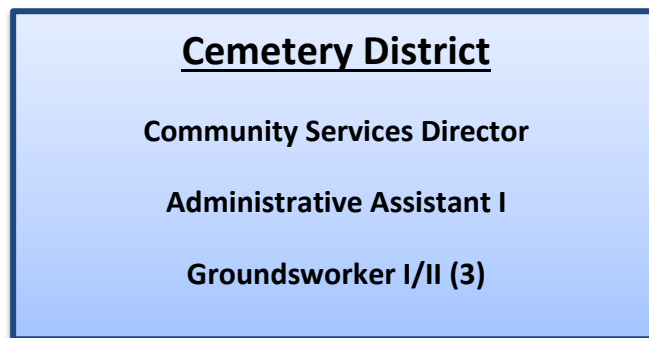 Cemetery District
Community Services Director
Administrative Assistant I
Groundsworker I/II (3)